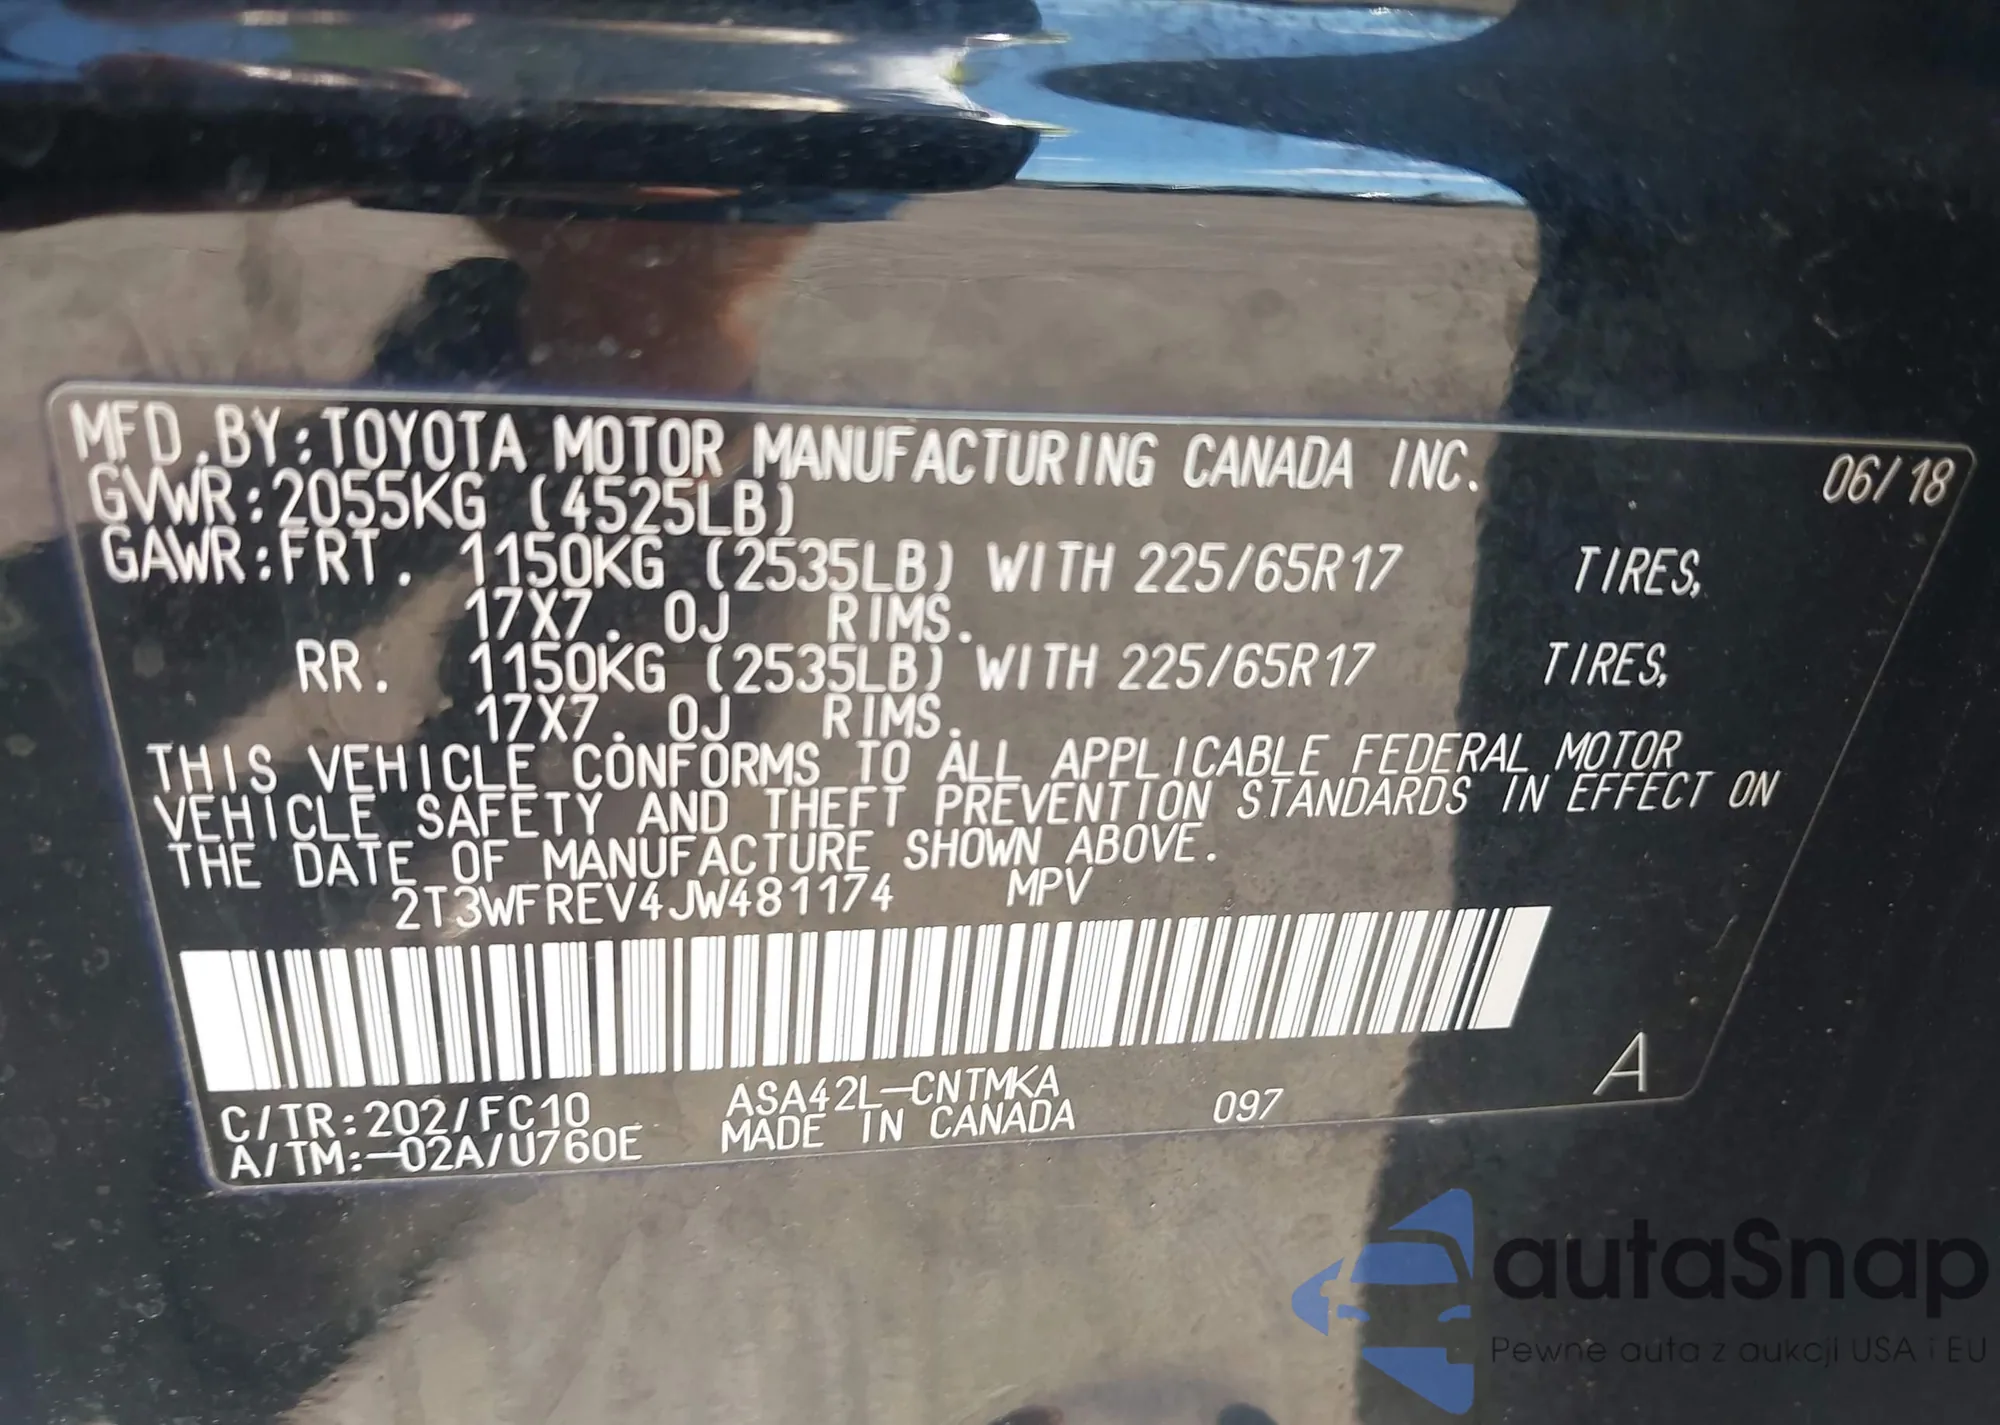 MFD.BY:TOYOTA MOTOR MANUFACTURING CANADA INC. 06/18
GVWR:2055KG (4525LB)
GAWR:FRT. 1150KG (2535LB) WITH 225/65R17 TIRES,
17X7.0J RIMS.
RR. 1150KG (2535LB) WITH 225/65R17 TIRES,
17X7.0J RIMS.
THIS VEHICLE CONFORMS TO ALL APPLICABLE FEDERAL MOTOR
VEHICLE SAFETY AND THEFT PREVENTION STANDARDS IN EFFECT ON
THE DATE OF MANUFACTURE SHOWN ABOVE.
2T3WFREV4JW481174 MPV
A
C/TR:202/FC10 ASA42L-CNTMKA 097
A/TM:-02A/U760E MADE IN CANADA
autaSnap
Pewne auta z aukcji USA i EU